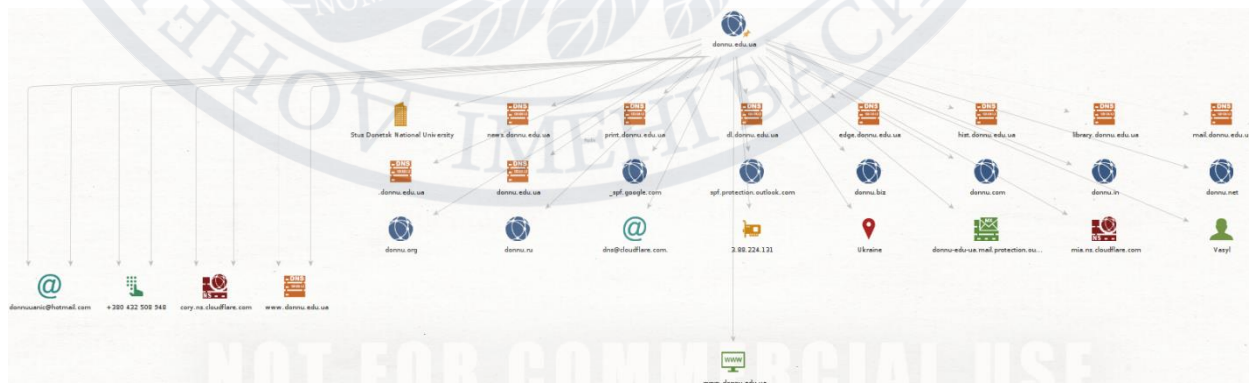 donnu.edu.ua
Stus Donetsk National University
news.donnu.edu.ua
print.donnu.edu.ua
dl.donnu.edu.ua
edge.donnu.edu.ua
hist.donnu.edu.ua
library.donnu.edu.ua
mail.donnu.edu.u
.donnu.edu.ua
donnu.edu.ua
_spf.google.com
spf.protection.outlook.com
donnu.biz
donnu.com
donnu.in
donnu.net
donnu.org
donnu.ru
dns@cloudflare.com.
3.88.224.131
Ukraine
donnu-edu-ua.mail.protection.ou...
mia.ns.cloudflare.com
Vasyl
donnuuanic@hotmail.com
+380 432 508 948
cory.ns.cloudflare.com
www.donnu.edu.ua
NOT FOR COMMERCIAL USE
www.donnu.edu.ua